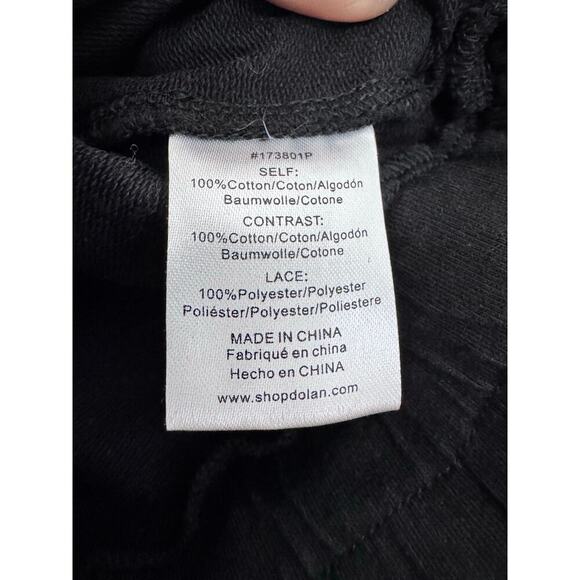 #173801P
SELF:
100%Cotton/Coton/Algodón
Baumwolle/Cotone
CONTRAST:
100%Cotton/Coton/Algodón
Baumwolle/Cotone
LACE:
100%Polyester/Polyester
Poliéster/Polyester/Poliestere
MADE IN CHINA
Fabriqué en china
Hecho en CHINA
www.shopdolan.com